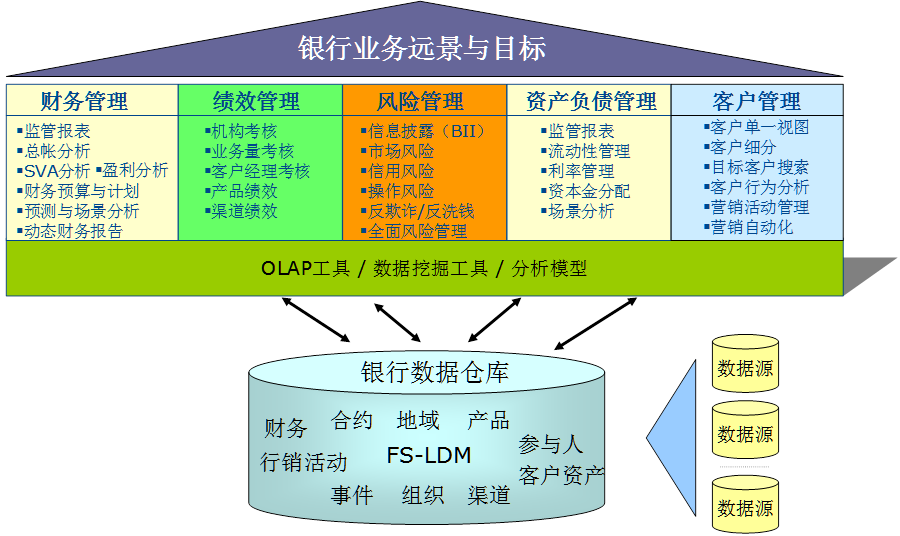 银行业务远景与目标
财务管理
▪监管报表
▪总帐分析
▪SVA分析 ▪盈利分析
▪财务预算与计划
▪预测与场景分析
▪动态财务报告
绩效管理
▪机构考核
▪业务量考核
▪客户经理考核
▪产品绩效
▪渠道绩效
风险管理
▪信息披露（BII）
▪市场风险
▪信用风险
▪操作风险
▪反欺诈/反洗钱
▪全面风险管理
资产负债管理
▪监管报表
▪流动性管理
▪利率管理
▪资本金分配
▪场景分析
客户管理
▪客户单一视图
▪客户细分
▪目标客户搜索
▪客户行为分析
▪营销活动管理
▪营销自动化
OLAP工具 / 数据挖掘工具 / 分析模型
银行数据仓库
财务 合约 地域 产品
行销活动 FS-LDM 参与人
客户资产
事件 组织 渠道
数据源
数据源
数据源